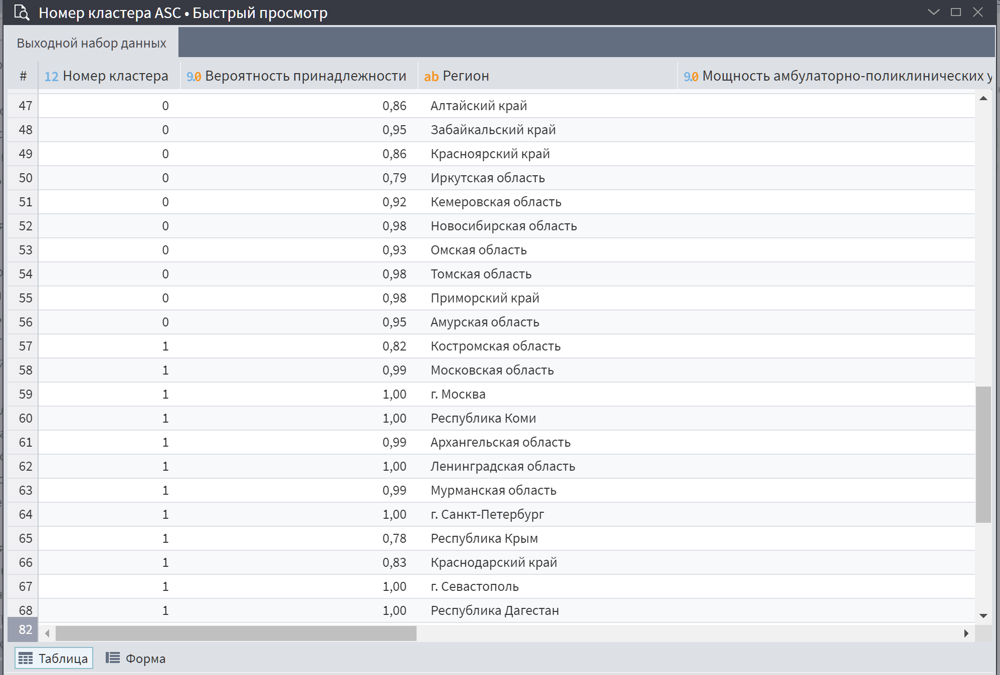 Номер кластера ASC • Быстрый просмотр
Выходной набор данных
# 12 Номер кластера 9.0 Вероятность принадлежности ab Регион 9.0 Мощность амбулаторно-поликлинических у
47 0 0,86 Алтайский край
48 0 0,95 Забайкальский край
49 0 0,86 Красноярский край
50 0 0,79 Иркутская область
51 0 0,92 Кемеровская область
52 0 0,98 Новосибирская область
53 0 0,93 Омская область
54 0 0,98 Томская область
55 0 0,98 Приморский край
56 0 0,95 Амурская область
57 1 0,82 Костромская область
58 1 0,99 Московская область
59 1 1,00 г. Москва
60 1 1,00 Республика Коми
61 1 0,99 Архангельская область
62 1 1,00 Ленинградская область
63 1 0,99 Мурманская область
64 1 1,00 г. Санкт-Петербург
65 1 0,78 Республика Крым
66 1 0,83 Краснодарский край
67 1 1,00 г. Севастополь
68 1 1,00 Республика Дагестан
82
Таблица Форма